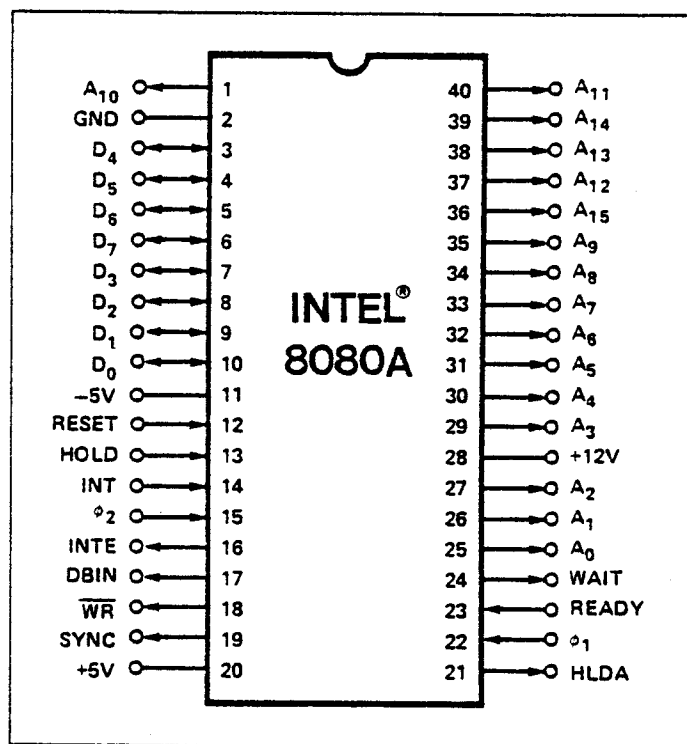 A10 1 40 A11
GND 2 39 A14
D4 3 38 A13
D5 4 37 A12
D6 5 36 A15
D7 6 35 A9
D3 7 34 A8
D2 8 33 A7
D1 9 32 A6
D0 10 31 A5
−5V 11 30 A4
RESET 12 29 A3
HOLD 13 28 +12V
INT 14 27 A2
φ2 15 26 A1
INTE 16 25 A0
DBIN 17 24 WAIT
W̅R̅ 18 23 READY
SYNC 19 22 φ1
+5V 20 21 HLDA
INTEL®
8080A